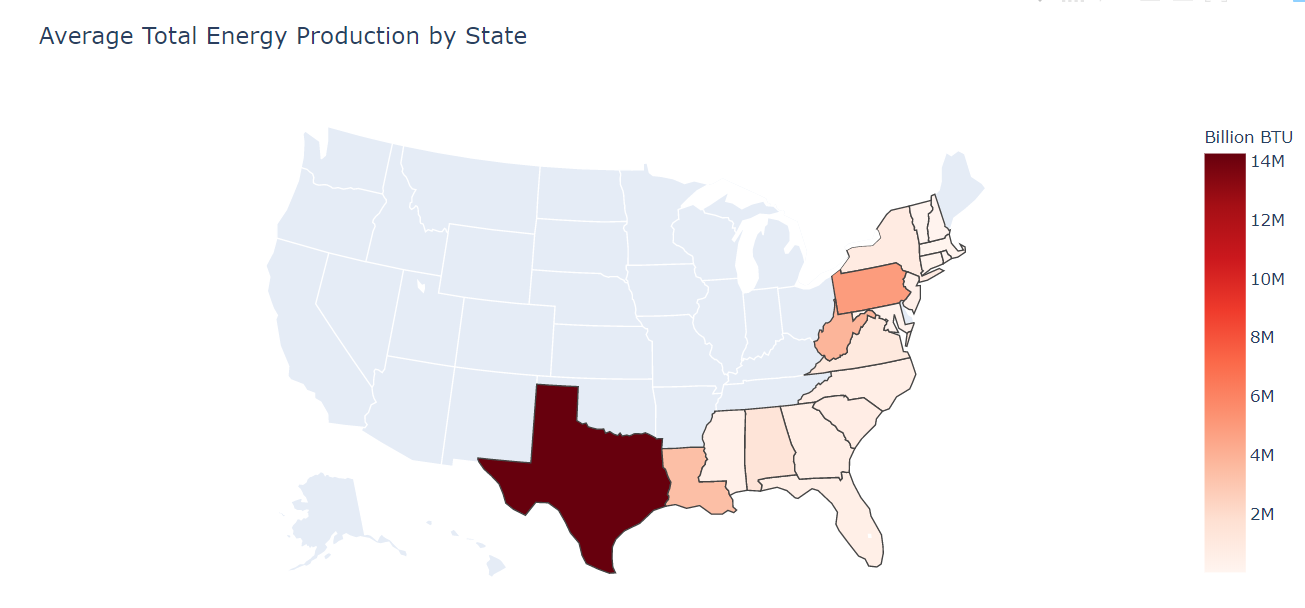 Average Total Energy Production by State
Billion BTU
14M
12M
10M
8M
6M
4M
2M